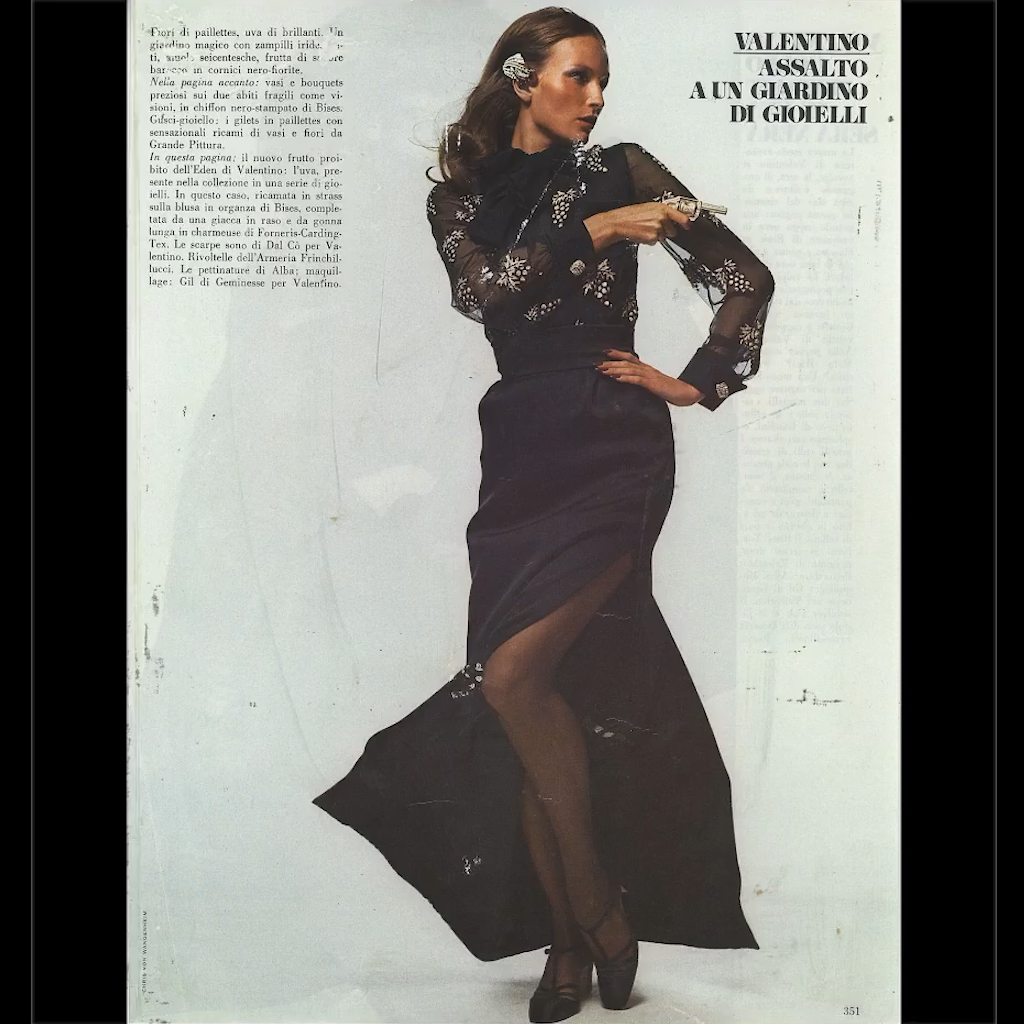 Fiori di paillettes, uva di brillanti. Un
giardino magico con zampilli iride
ti, seicentesche, frutta di
in cornici nero-fiorite.
Nella pagina accanto: vasi e bouquets
preziosi sui due abiti fragili come vi-
sioni, in chiffon nero-stampato di Bises.
Gusci-gioiello: i gilets in paillettes con
sensazionali ricami di vasi e fiori da
Grande Pittura.
In questa pagina: il nuovo frutto proi-
bito dell'Eden di Valentino: l'uva, pre-
sente nella collezione in una serie di gio-
ielli. In questo caso, ricamata in strass
sulla blusa in organza di Bises, comple-
tata da una giacca in raso e da gonna
lunga in charmeuse di Forneris-Carding-
Tex. Le scarpe sono di Dal Cò per Va-
lentino. Rivoltelle dell'Armeria Frinchil-
lucci. Le pettinature di Alba; maquil-
lage: Gil di Geminesse per Valentino.
VALENTINO
ASSALTO
A UN GIARDINO
DI GIOIELLI
CHRIS VON WANGENHEIM
351